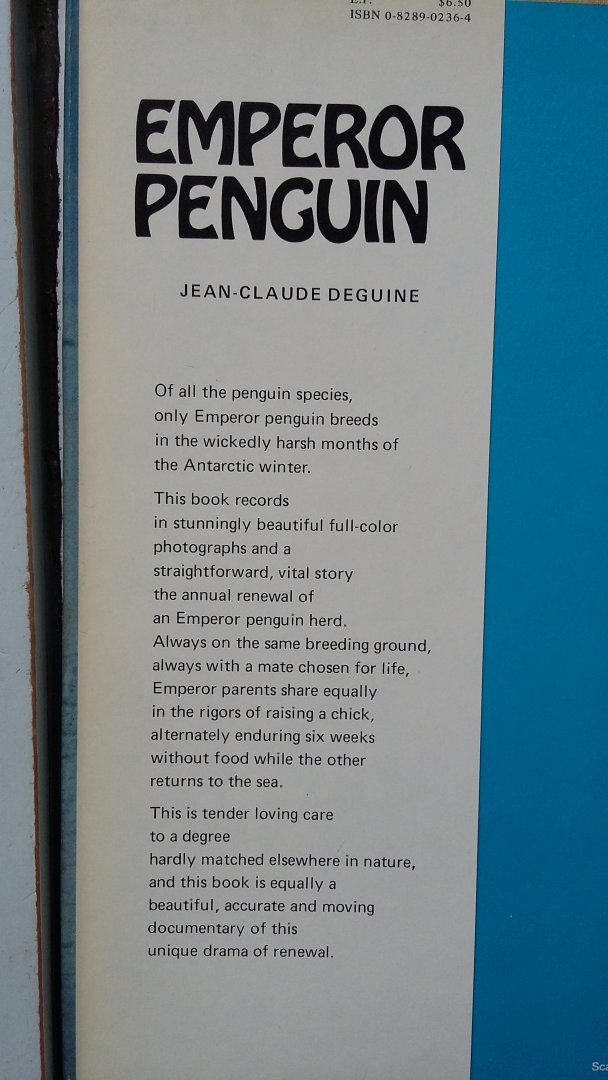 E.P. $6.50
ISBN 0-8289-0236-4
EMPEROR
PENGUIN
JEAN-CLAUDE DEGUINE
Of all the penguin species,
only Emperor penguin breeds
in the wickedly harsh months of
the Antarctic winter.
This book records
in stunningly beautiful full-color
photographs and a
straightforward, vital story
the annual renewal of
an Emperor penguin herd.
Always on the same breeding ground,
always with a mate chosen for life,
Emperor parents share equally
in the rigors of raising a chick,
alternately enduring six weeks
without food while the other
returns to the sea.
This is tender loving care
to a degree
hardly matched elsewhere in nature,
and this book is equally a
beautiful, accurate and moving
documentary of this
unique drama of renewal.